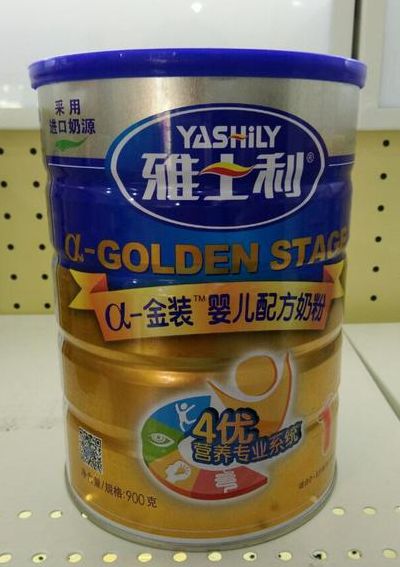 采用
进口奶源
YASHILY
雅士利®
α-GOLDEN STAGE
α-金装™ 婴儿配方奶粉
4优
营养专业系统
1
净含量/规格:900克